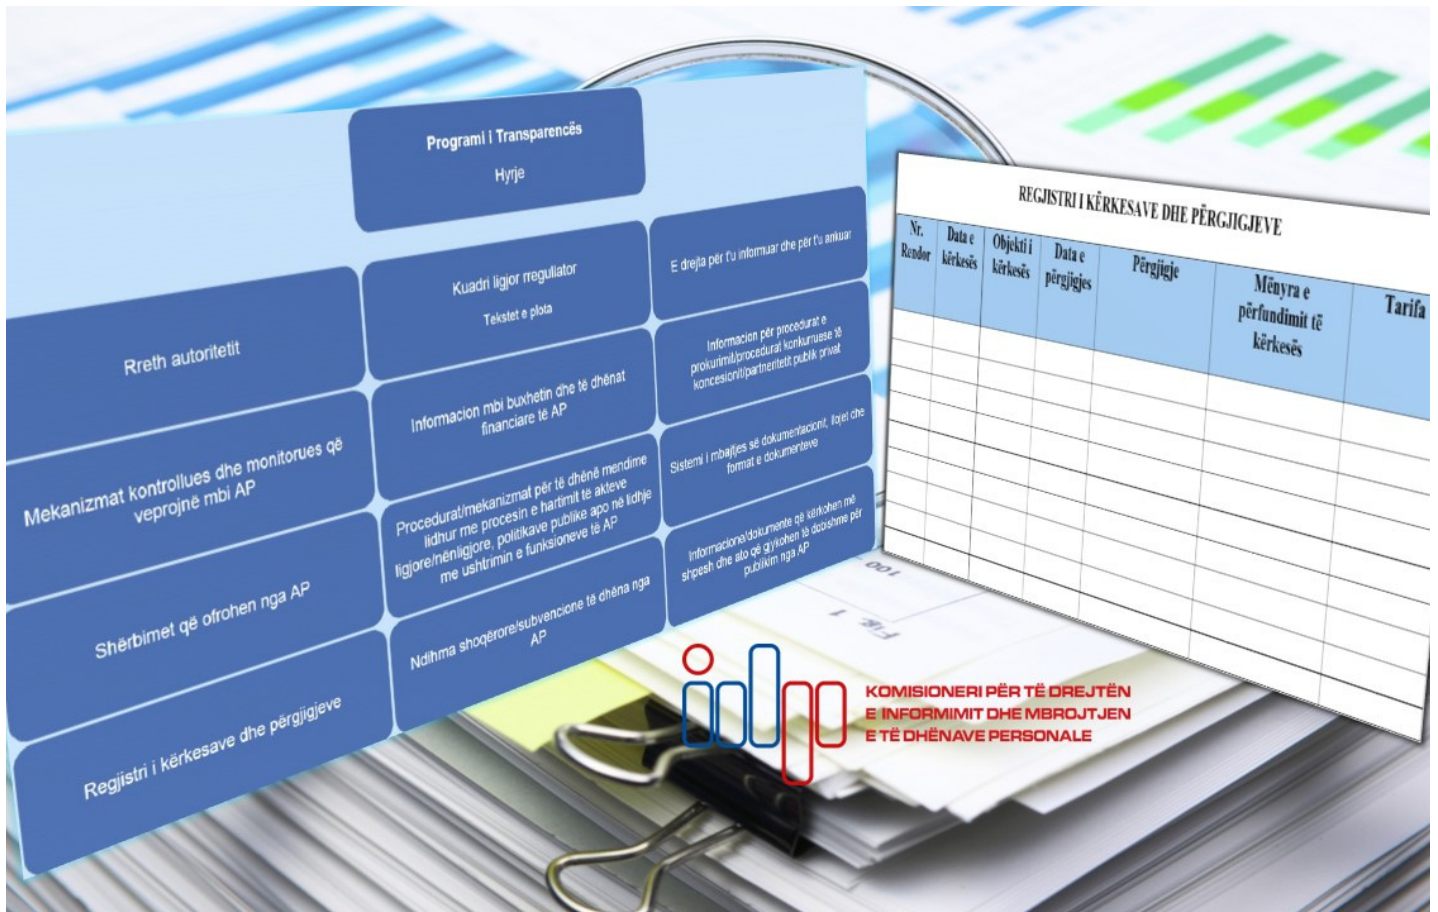 Programi i Transparencës
Hyrje
Rreth autoritetit
Kuadri ligjor rregullator
Tekstet e plota
E drejta për t'u informuar dhe për t'u ankuar
Mekanizmat kontrollues dhe monitorues që
veprojnë mbi AP
Informacion mbi buxhetin dhe të dhënat
financiare të AP
Informacion për procedurat e
prokurimit/procedurat konkurruese të
koncesionit/partneritetit publik privat
Shërbimet që ofrohen nga AP
Procedurat/mekanizmat për të dhënë mendime
lidhur me procesin e hartimit të akteve
ligjore/nënligjore, politikave publike apo në lidhje
me ushtrimin e funksioneve të AP
Sistemi i mbajtjes së dokumentacionit, llojet dhe
format e dokumenteve
Regjistri i kërkesave dhe përgjigjeve
Ndihma shoqërore/subvencione të dhëna nga
AP
Informacione/dokumente që kërkohen më
shpesh dhe ato që gjykohen të dobishme për
publikim nga AP
REGJISTRI I KËRKESAVE DHE PËRGJIGJEVE
Nr.
Rendor
Data e
kërkesës
Objekti i
kërkesës
Data e
përgjigjes
Përgjigje
Mënyra e
përfundimit të
kërkesës
Tarifa
100
Fig. 1
idp
KOMISIONERI PËR TË DREJTËN
E INFORMIMIT DHE MBROJTJEN
E TË DHËNAVE PERSONALE